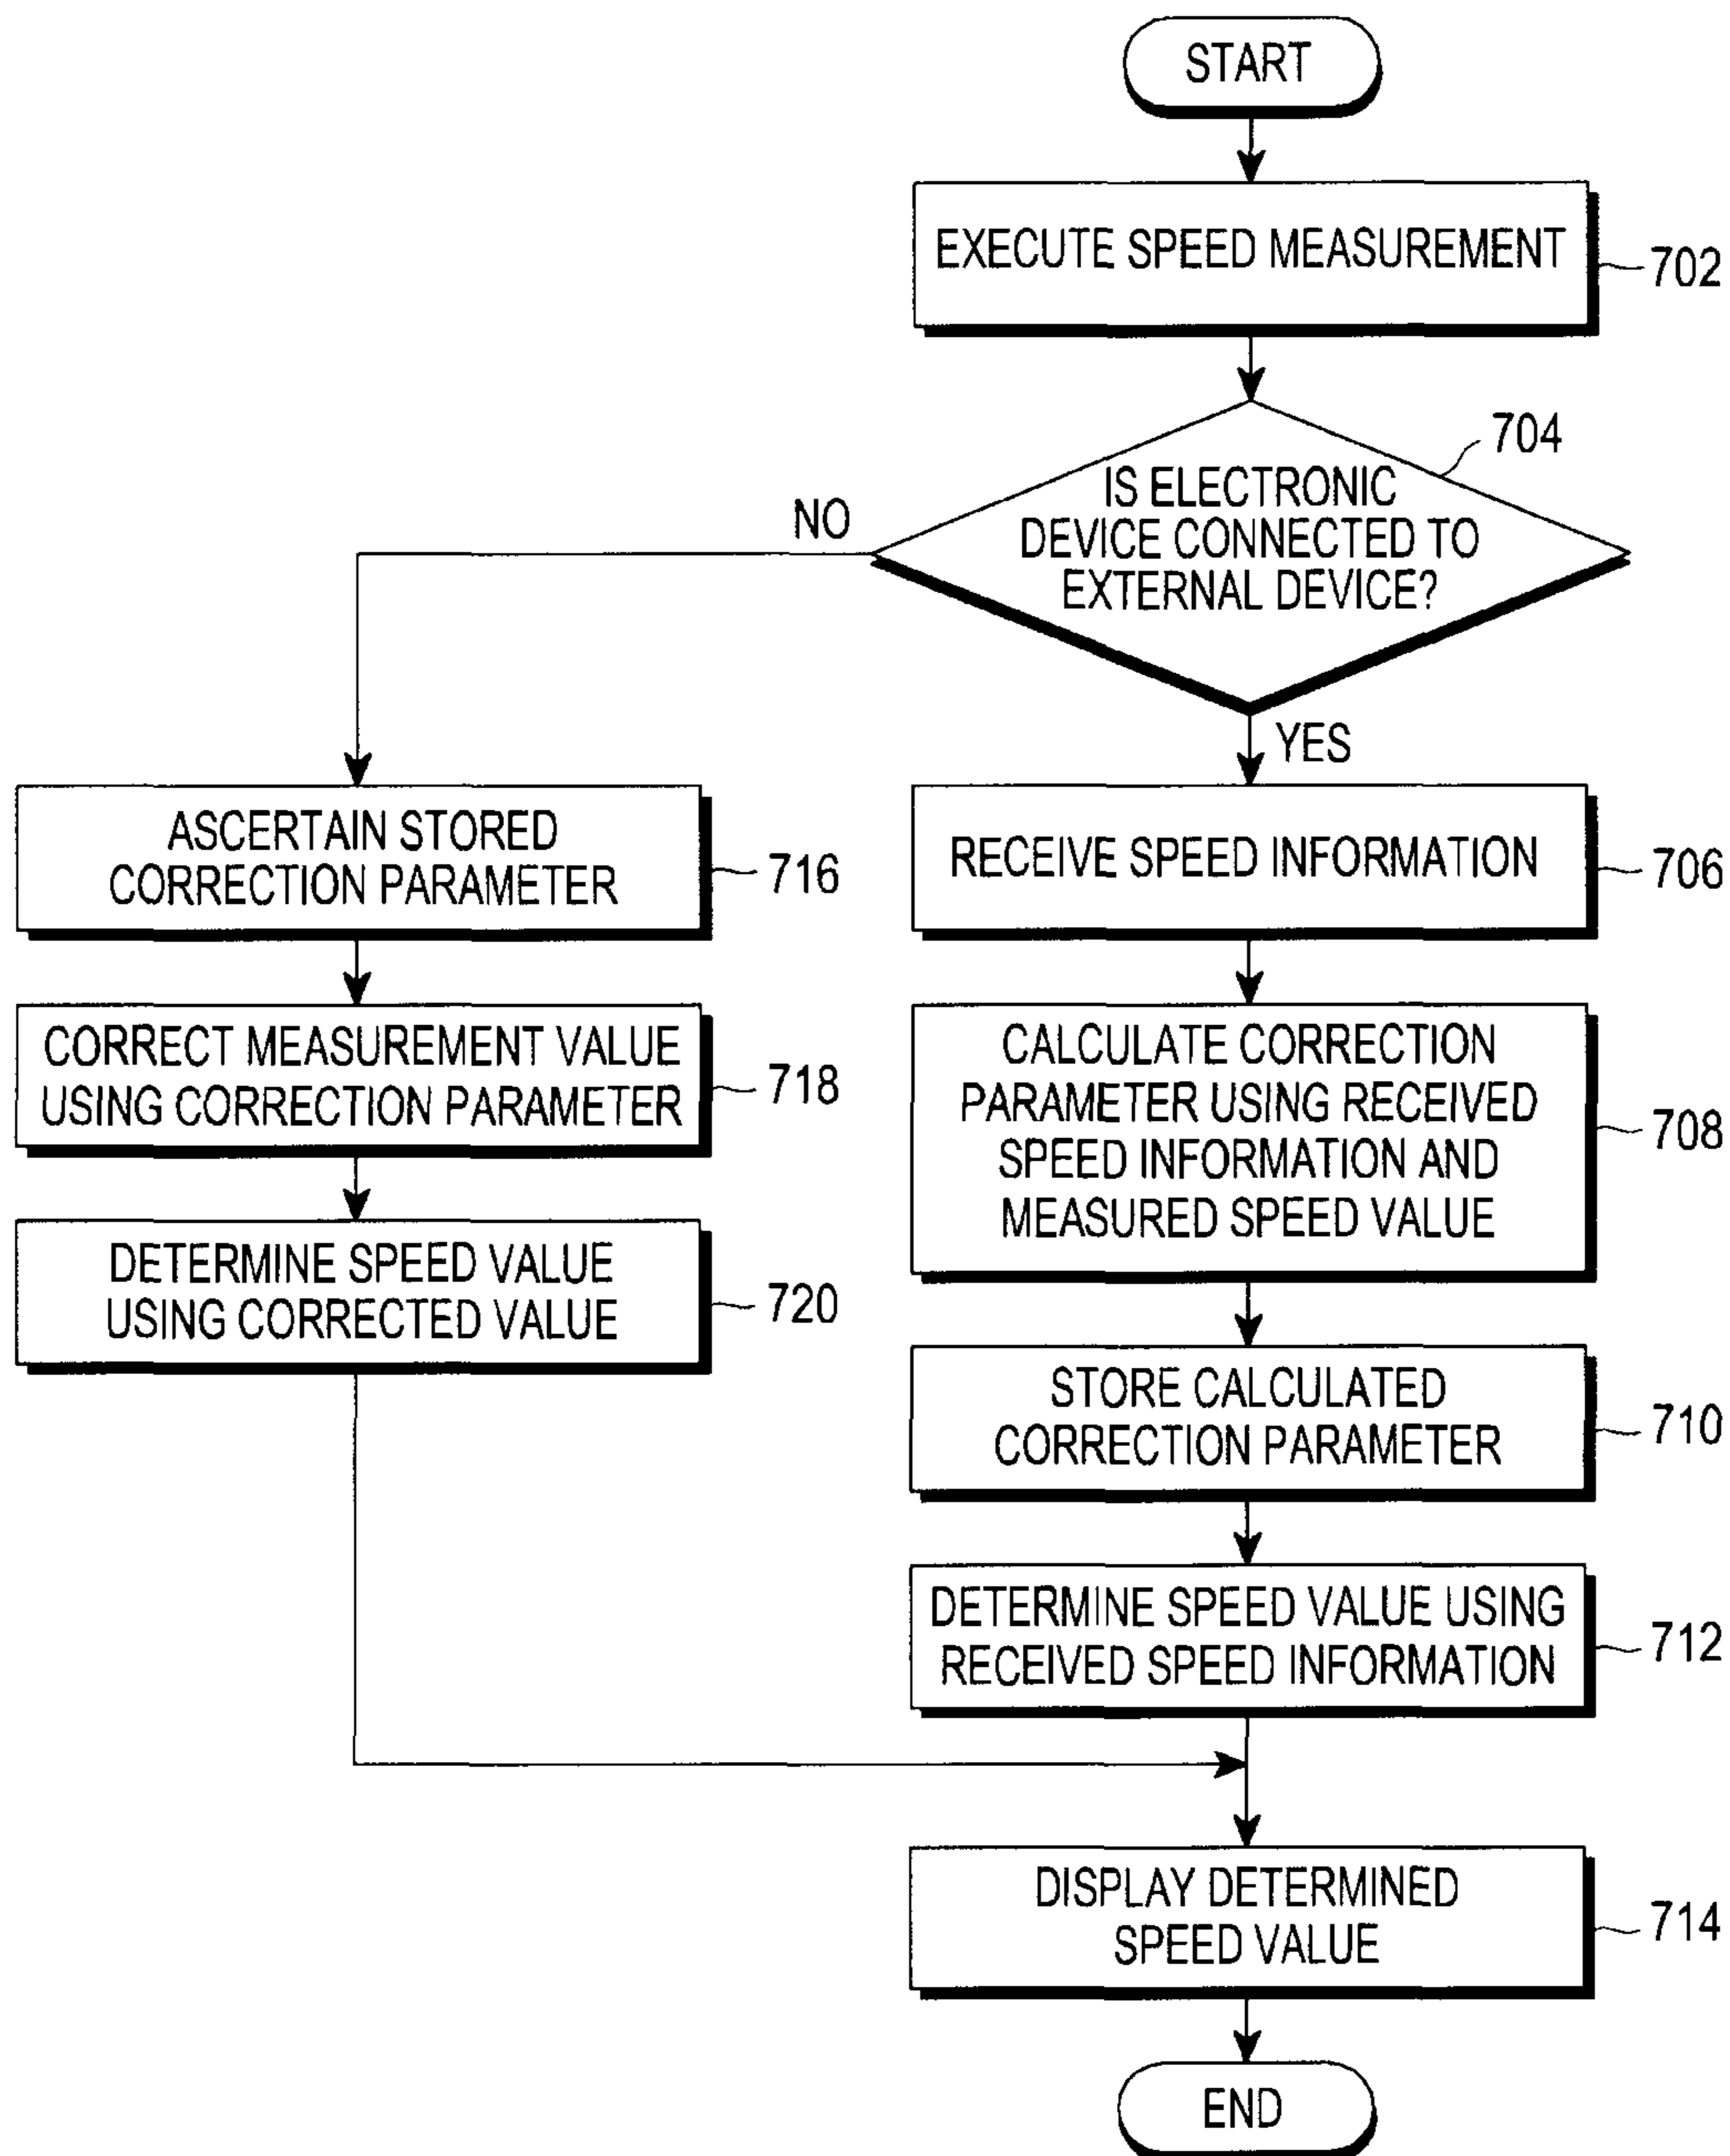 START
EXECUTE SPEED MEASUREMENT
702
704
IS ELECTRONIC
DEVICE CONNECTED TO
EXTERNAL DEVICE?
NO
YES
ASCERTAIN STORED
CORRECTION PARAMETER
716
RECEIVE SPEED INFORMATION
706
CORRECT MEASUREMENT VALUE
USING CORRECTION PARAMETER
718
CALCULATE CORRECTION
PARAMETER USING RECEIVED
SPEED INFORMATION AND
MEASURED SPEED VALUE
708
DETERMINE SPEED VALUE
USING CORRECTED VALUE
720
STORE CALCULATED
CORRECTION PARAMETER
710
DETERMINE SPEED VALUE USING
RECEIVED SPEED INFORMATION
712
DISPLAY DETERMINED
SPEED VALUE
714
END